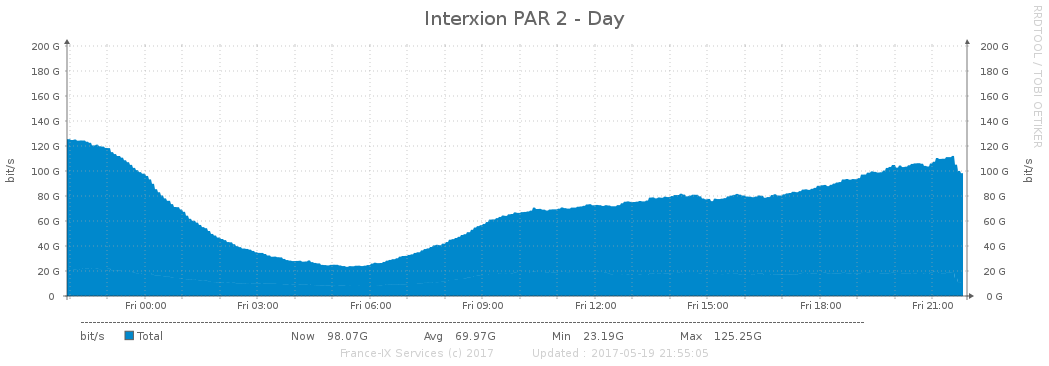 Interxion PAR 2 - Day
RRDTOOL / TOBI OETIKER
bit/s
200 G
180 G
160 G
140 G
120 G
100 G
80 G
60 G
40 G
20 G
0
200 G
180 G
160 G
140 G
120 G
100 G
80 G
60 G
40 G
20 G
0 G
bit/s
Fri 00:00 Fri 03:00 Fri 06:00 Fri 09:00 Fri 12:00 Fri 15:00 Fri 18:00 Fri 21:00
bit/s Total Now 98.07G Avg 69.97G Min 23.19G Max 125.25G
France-IX Services (c) 2017 Updated : 2017-05-19 21:55:05